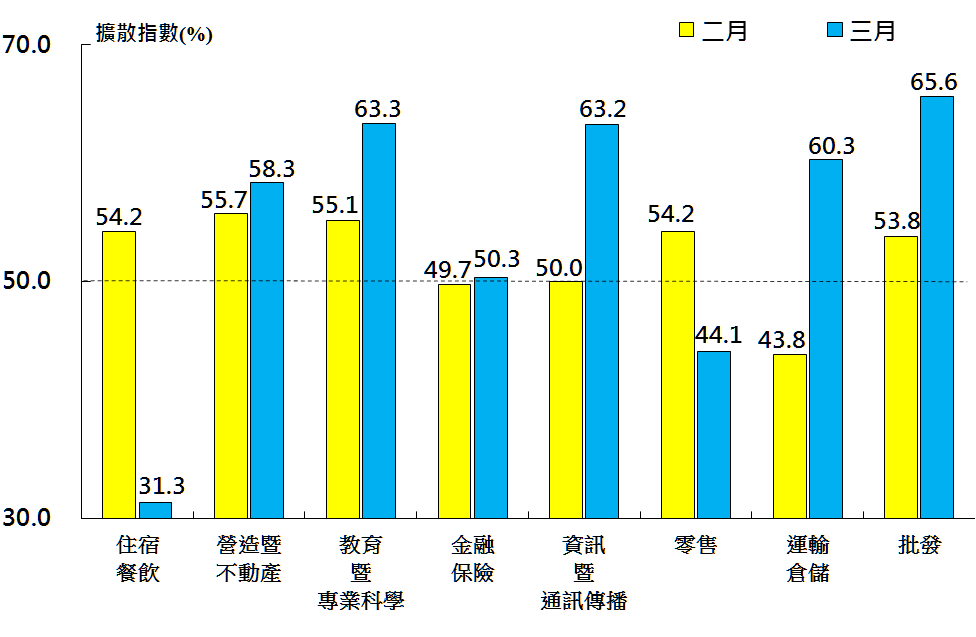 擴散指數(%)
二月
三月
70.0
50.0
30.0
54.2
31.3
55.7
58.3
55.1
63.3
49.7
50.3
50.0
63.2
54.2
44.1
43.8
60.3
53.8
65.6
住宿
餐飲
營造暨
不動產
教育
暨
專業科學
金融
保險
資訊
暨
通訊傳播
零售
運輸
倉儲
批發